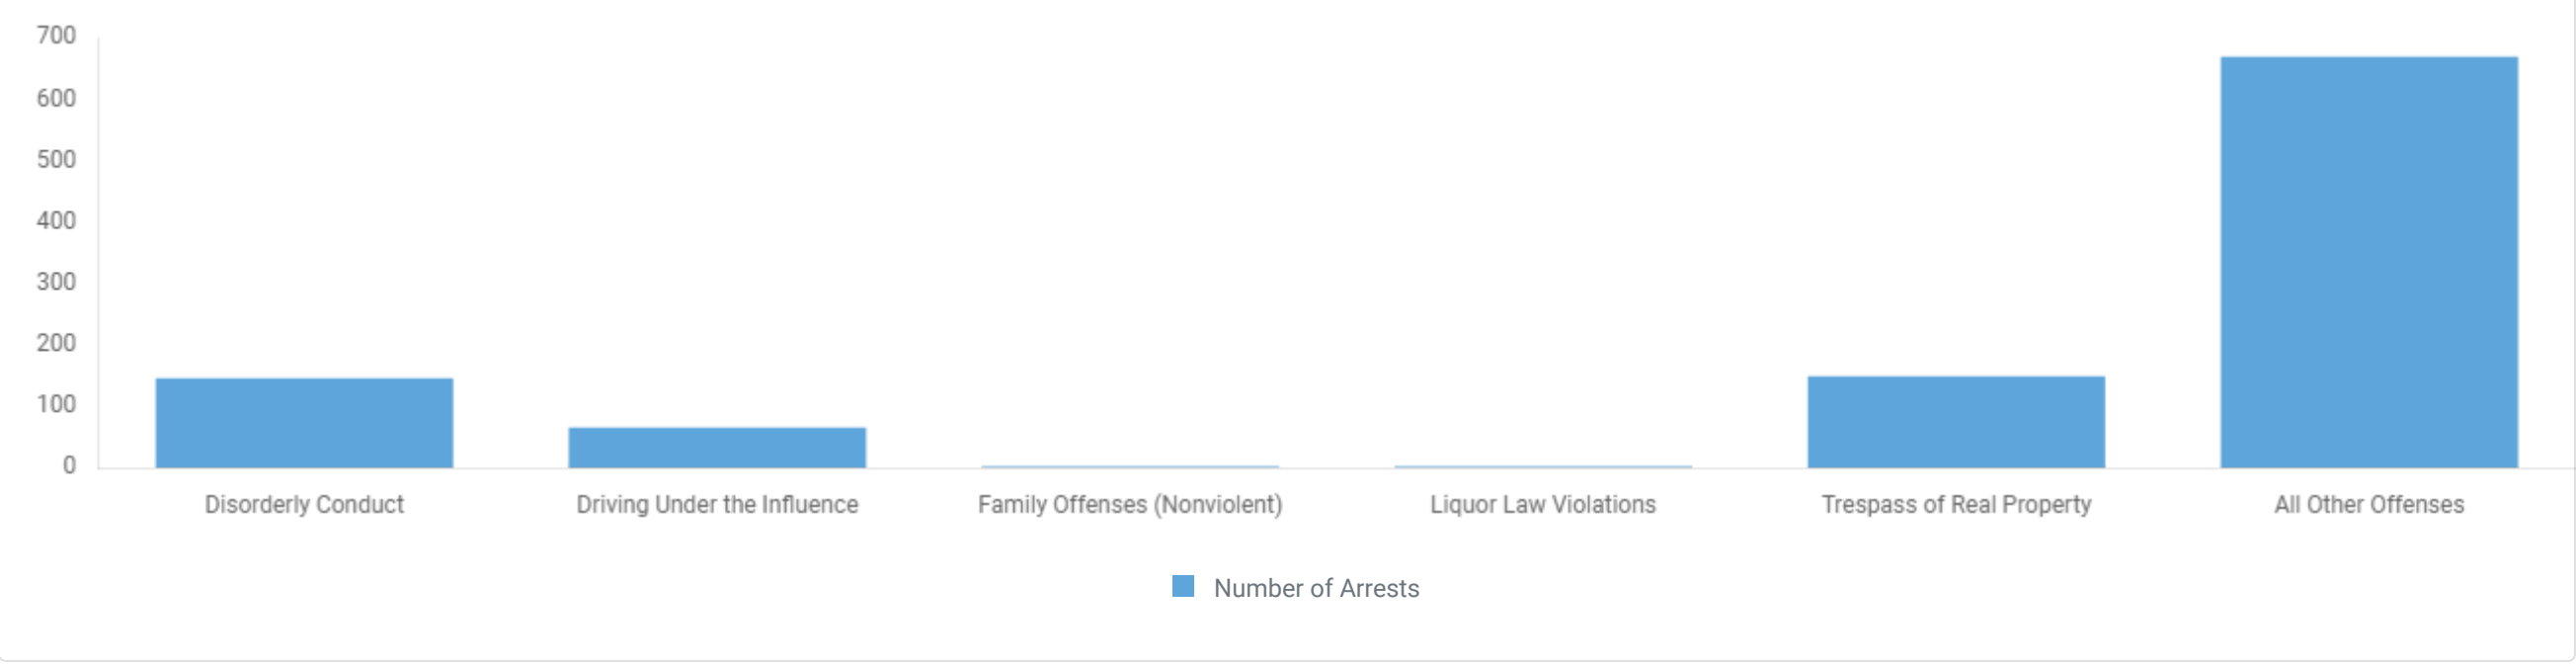 700
600
500
400
300
200
100
0
Disorderly Conduct
Driving Under the Influence
Family Offenses (Nonviolent)
Liquor Law Violations
Trespass of Real Property
All Other Offenses
Number of Arrests